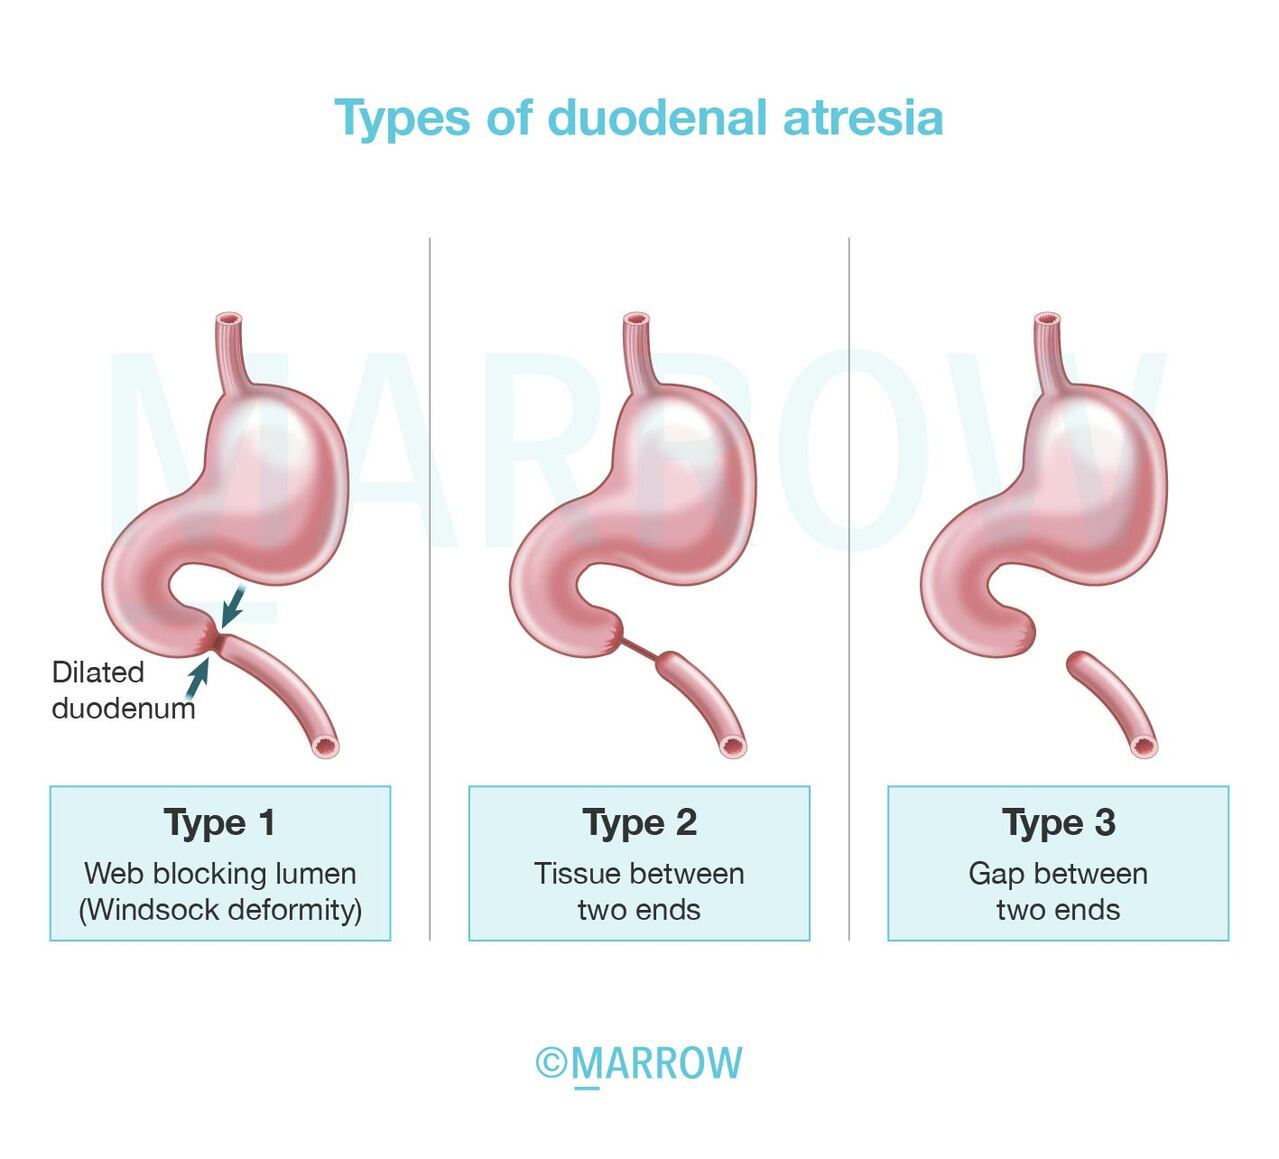 Types of duodenal atresia
MARROW
Dilated
duodenum
Type 1
Web blocking lumen
(Windsock deformity)
Type 2
Tissue between
two ends
Type 3
Gap between
two ends
©MARROW